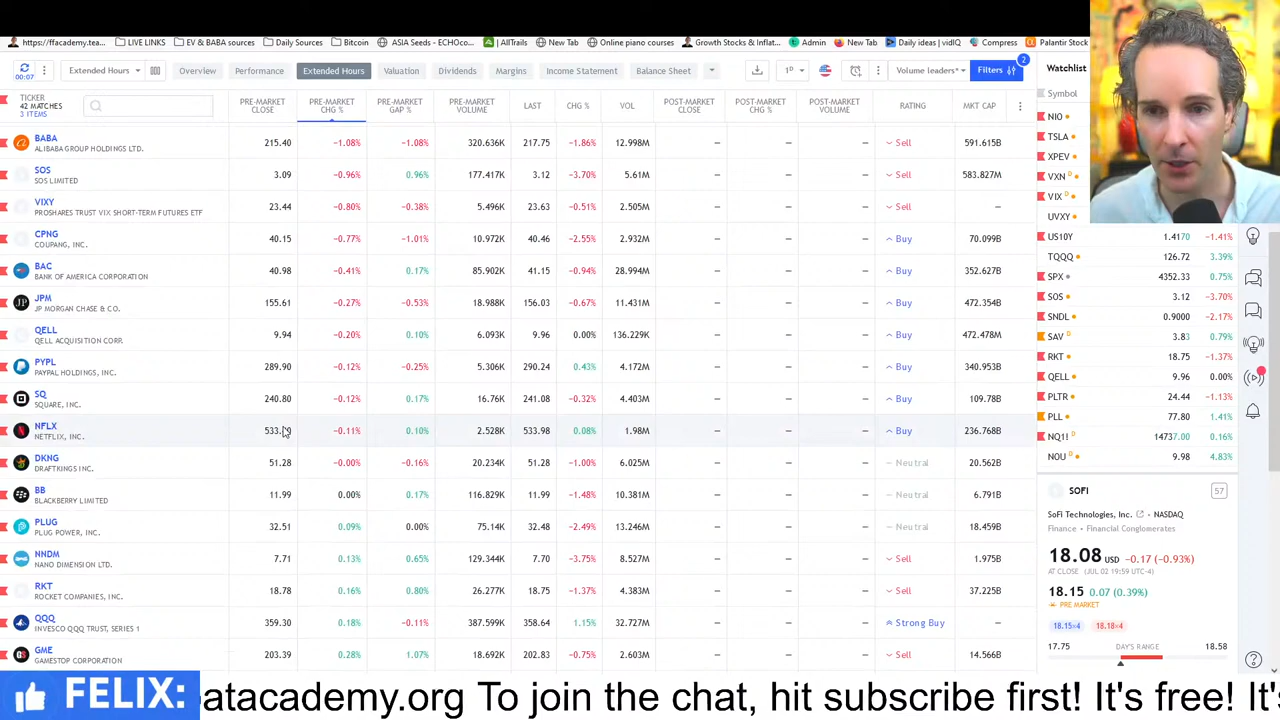 https://ffacademy.tea... LIVE LINKS EV & BABA sources Daily Sources Bitcoin ASIA Seeds - ECHOco... AllTrails New Tab Online piano courses Growth Stocks & Inflat... Admin New Tab Daily ideas | vidIQ Compress Palantir Stock
00:07 Extended Hours Overview Performance Extended Hours Valuation Dividends Margins Income Statement Balance Sheet 1D Volume leaders* Filters 2
TICKER
42 MATCHES
3 ITEMS
PRE-MARKET CLOSE PRE-MARKET CHG % PRE-MARKET GAP % PRE-MARKET VOLUME LAST CHG % VOL POST-MARKET CLOSE POST-MARKET CHG % POST-MARKET VOLUME RATING MKT CAP
BABA 215.40 −1.08% −1.08% 320.636K 217.75 −1.86% 12.998M — — — Sell 591.615B
ALIBABA GROUP HOLDINGS LTD.
SOS 3.09 −0.96% 0.96% 177.417K 3.12 −3.70% 5.61M — — — Sell 583.827M
SOS LIMITED
VIXY 23.44 −0.80% −0.38% 5.496K 23.63 −0.51% 2.505M — — — Sell —
PROSHARES TRUST VIX SHORT-TERM FUTURES ETF
CPNG 40.15 −0.77% −1.01% 10.972K 40.46 −2.55% 2.932M — — — Buy 70.099B
COUPANG, INC.
BAC 40.98 −0.41% 0.17% 85.902K 41.15 −0.94% 28.994M — — — Buy 352.627B
BANK OF AMERICA CORPORATION
JPM 155.61 −0.27% −0.53% 18.988K 156.03 −0.67% 11.431M — — — Buy 472.354B
JP MORGAN CHASE & CO.
QELL 9.94 −0.20% 0.10% 6.093K 9.96 0.00% 136.229K — — — Buy 472.478M
QELL ACQUISITION CORP.
PYPL 289.90 −0.12% −0.25% 5.306K 290.24 0.43% 4.172M — — — Buy 340.953B
PAYPAL HOLDINGS, INC.
SQ 240.80 −0.12% 0.17% 16.76K 241.08 −0.32% 4.403M — — — Buy 109.78B
SQUARE, INC.
NFLX 533. −0.11% 0.10% 2.528K 533.98 0.08% 1.98M — — — Buy 236.768B
NETFLIX, INC.
DKNG 51.28 −0.00% −0.16% 20.234K 51.28 −1.00% 6.025M — — — Neutral 20.562B
DRAFTKINGS INC.
BB 11.99 0.00% 0.17% 116.829K 11.99 −1.48% 10.381M — — — Neutral 6.791B
BLACKBERRY LIMITED
PLUG 32.51 0.09% 0.00% 75.14K 32.48 −2.49% 13.246M — — — Neutral 18.459B
PLUG POWER, INC.
NNDM 7.71 0.13% 0.65% 129.344K 7.70 −3.75% 8.527M — — — Sell 1.975B
NANO DIMENSION LTD.
RKT 18.78 0.16% 0.80% 26.277K 18.75 −1.37% 4.383M — — — Sell 37.225B
ROCKET COMPANIES, INC.
QQQ 359.30 0.18% −0.11% 387.599K 358.64 1.15% 32.727M — — — Strong Buy —
INVESCO QQQ TRUST, SERIES 1
GME 203.39 0.28% 1.07% 18.692K 202.83 −0.75% 2.603M — — — Sell 14.566B
GAMESTOP CORPORATION
Watchlist
Symbol
NIO
TSLA
XPEV
VXN D
VIX D
UVXY
US10Y 1.4170 −1.41%
TQQQ 126.72 3.39%
SPX 4352.33 0.75%
SOS 3.12 −3.70%
SNDL 0.9000 −2.17%
SAV D 3.83 0.79%
RKT 18.75 −1.37%
QELL 9.96 0.00%
PLTR 24.44 −1.13%
PLL 77.80 1.41%
NQ1! D 14737.00 0.16%
NOU 9.98 4.83%
SOFI 57
SoFi Technologies, Inc. • NASDAQ
Finance • Financial Conglomerates
18.08 USD −0.17 (−0.93%)
AT CLOSE (JUL 02 19:59 UTC-4)
18.15 0.07 (0.39%)
PRE MARKET
18.15×4 18.18×4
17.75 DAY'S RANGE 18.58
FELIX: atacademy.org To join the chat, hit subscribe first! It's free! It's